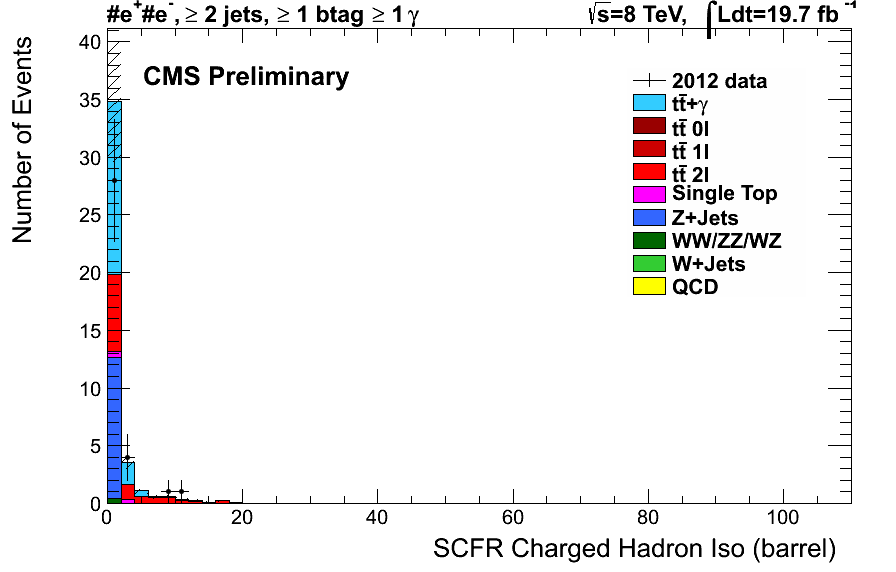 #e⁺#e⁻, ≥ 2 jets, ≥ 1 btag ≥ 1 γ
√s=8 TeV, ∫Ldt=19.7 fb⁻¹
CMS Preliminary
2012 data
tt̄+γ
tt̄ 0l
tt̄ 1l
tt̄ 2l
Single Top
Z+Jets
WW/ZZ/WZ
W+Jets
QCD
Number of Events
40
35
30
25
20
15
10
5
0
0 20 40 60 80 100
SCFR Charged Hadron Iso (barrel)